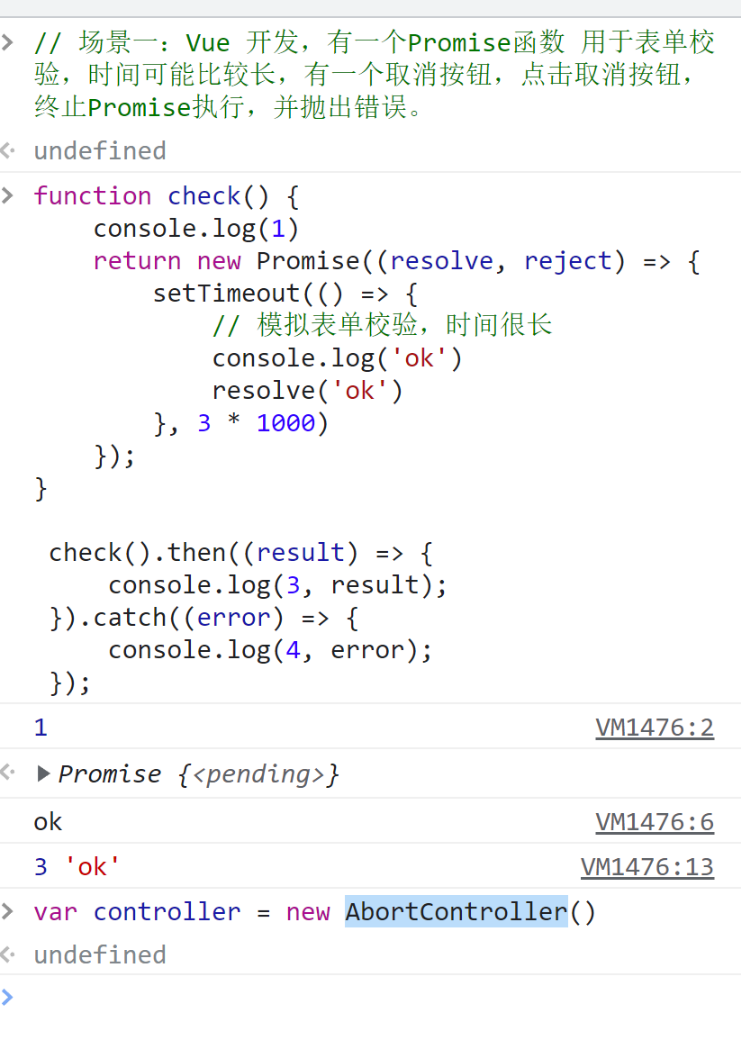 // 场景一：Vue 开发，有一个Promise函数 用于表单校
验，时间可能比较长，有一个取消按钮，点击取消按钮，
终止Promise执行，并抛出错误。
undefined
function check() {
    console.log(1)
    return new Promise((resolve, reject) => {
        setTimeout(() => {
            // 模拟表单校验，时间很长
            console.log('ok')
            resolve('ok')
        }, 3 * 1000)
    });
}
 check().then((result) => {
     console.log(3, result);
 }).catch((error) => {
     console.log(4, error);
 });
1 VM1476:2
Promise {<pending>}
ok VM1476:6
3 'ok' VM1476:13
var controller = new AbortController()
undefined